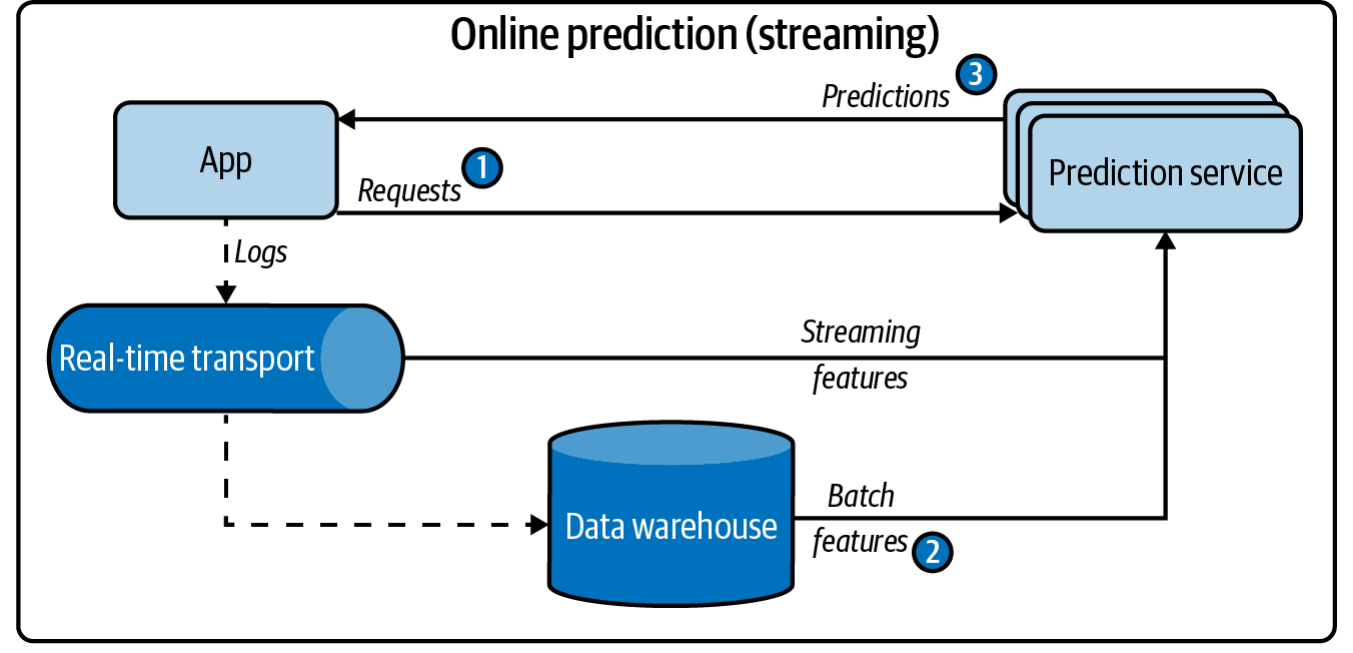 Online prediction (streaming)
Predictions
3
App
Requests
1
Prediction service
Logs
Real-time transport
Streaming
features
Data warehouse
Batch
features
2